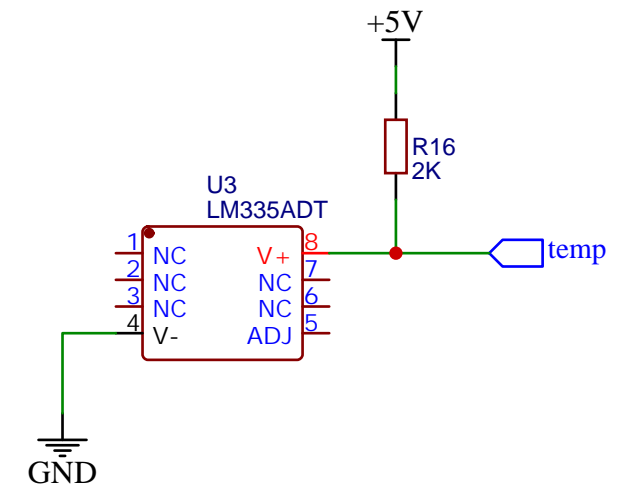 +5V
R16
2K
U3
LM335ADT
1 NC V+ 8
2 NC NC 7
3 NC NC 6
4 V- ADJ 5
temp
GND